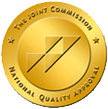 THE JOINT COMMISSION
NATIONAL QUALITY APPROVAL